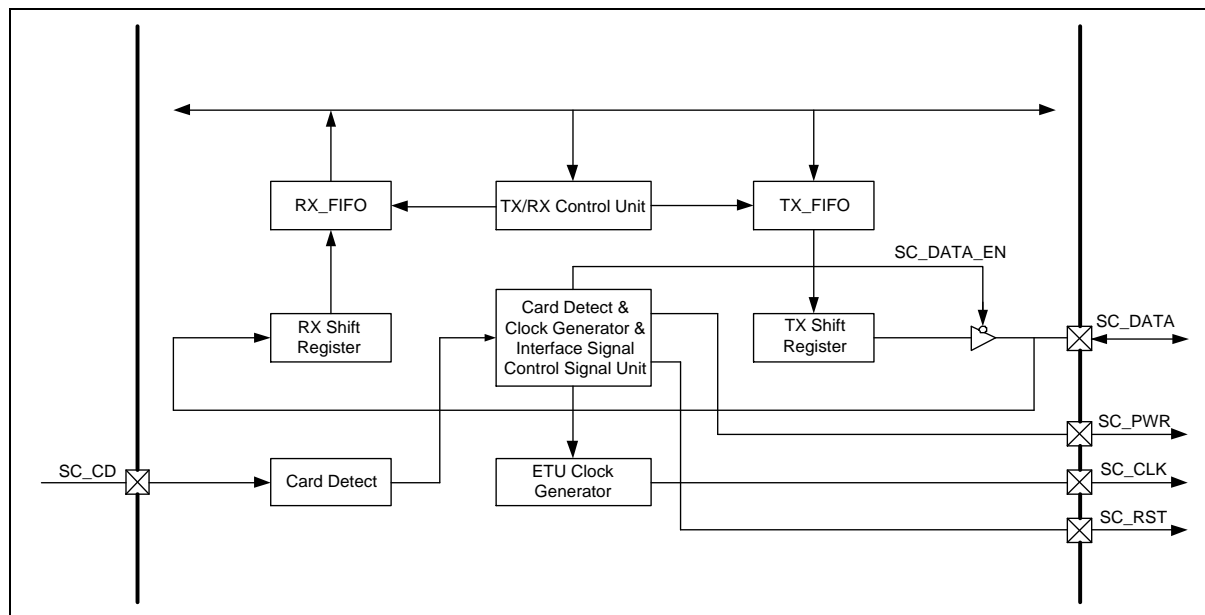 RX_FIFO
TX/RX Control Unit
TX_FIFO
SC_DATA_EN
RX Shift
Register
Card Detect &
Clock Generator &
Interface Signal
Control Signal Unit
TX Shift
Register
SC_DATA
SC_PWR
SC_CD
Card Detect
ETU Clock
Generator
SC_CLK
SC_RST